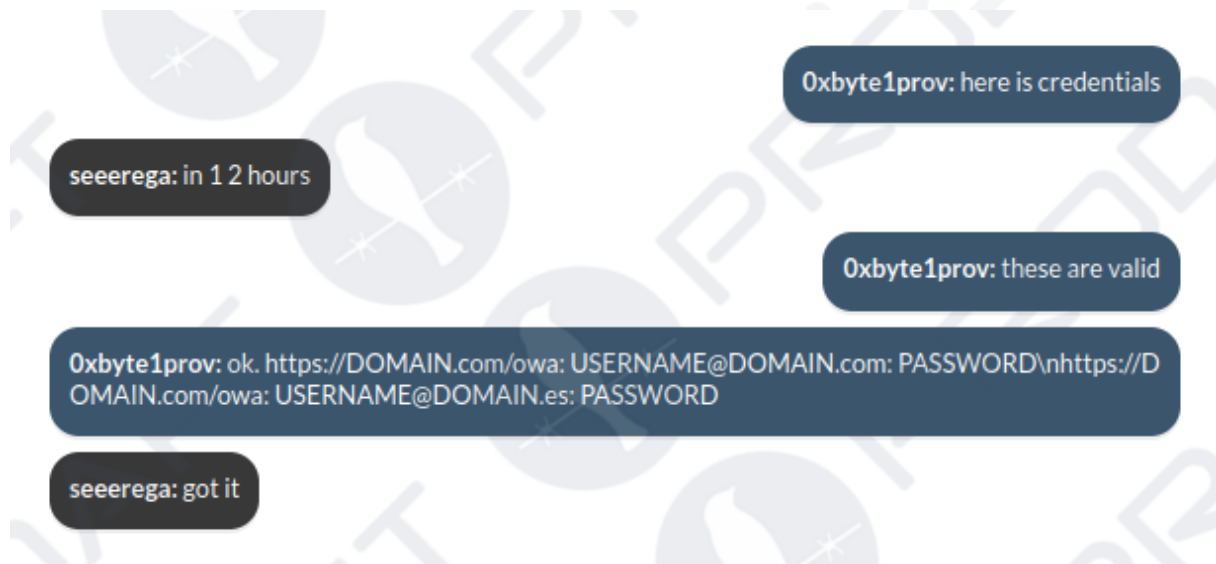 0xbyte1prov: here is credentials
seeerega: in 1 2 hours
0xbyte1prov: these are valid
0xbyte1prov: ok. https://DOMAIN.com/owa: USERNAME@DOMAIN.com: PASSWORD\nhttps://D
OMAIN.com/owa: USERNAME@DOMAIN.es: PASSWORD
seeerega: got it